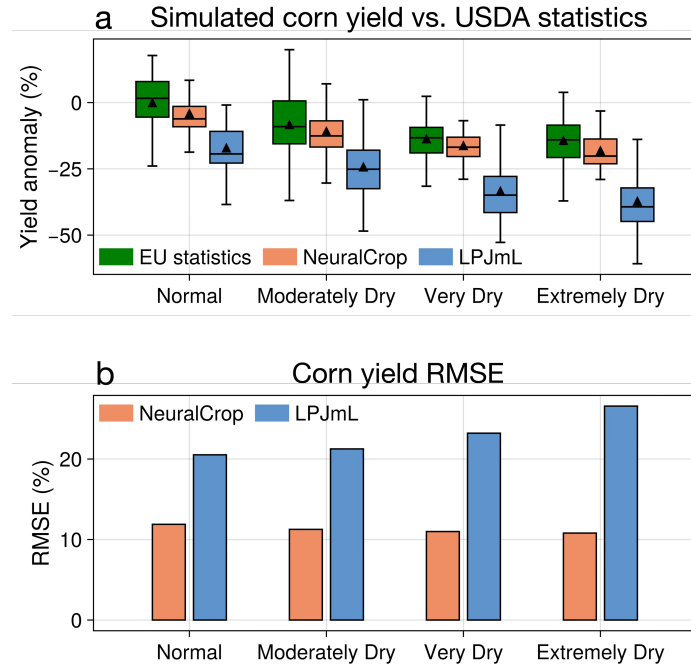 a Simulated corn yield vs. USDA statistics
Yield anomaly (%)
0
−25
−50
EU statistics NeuralCrop LPJmL
Normal Moderately Dry Very Dry Extremely Dry
b Corn yield RMSE
NeuralCrop LPJmL
RMSE (%)
20
10
0
Normal Moderately Dry Very Dry Extremely Dry